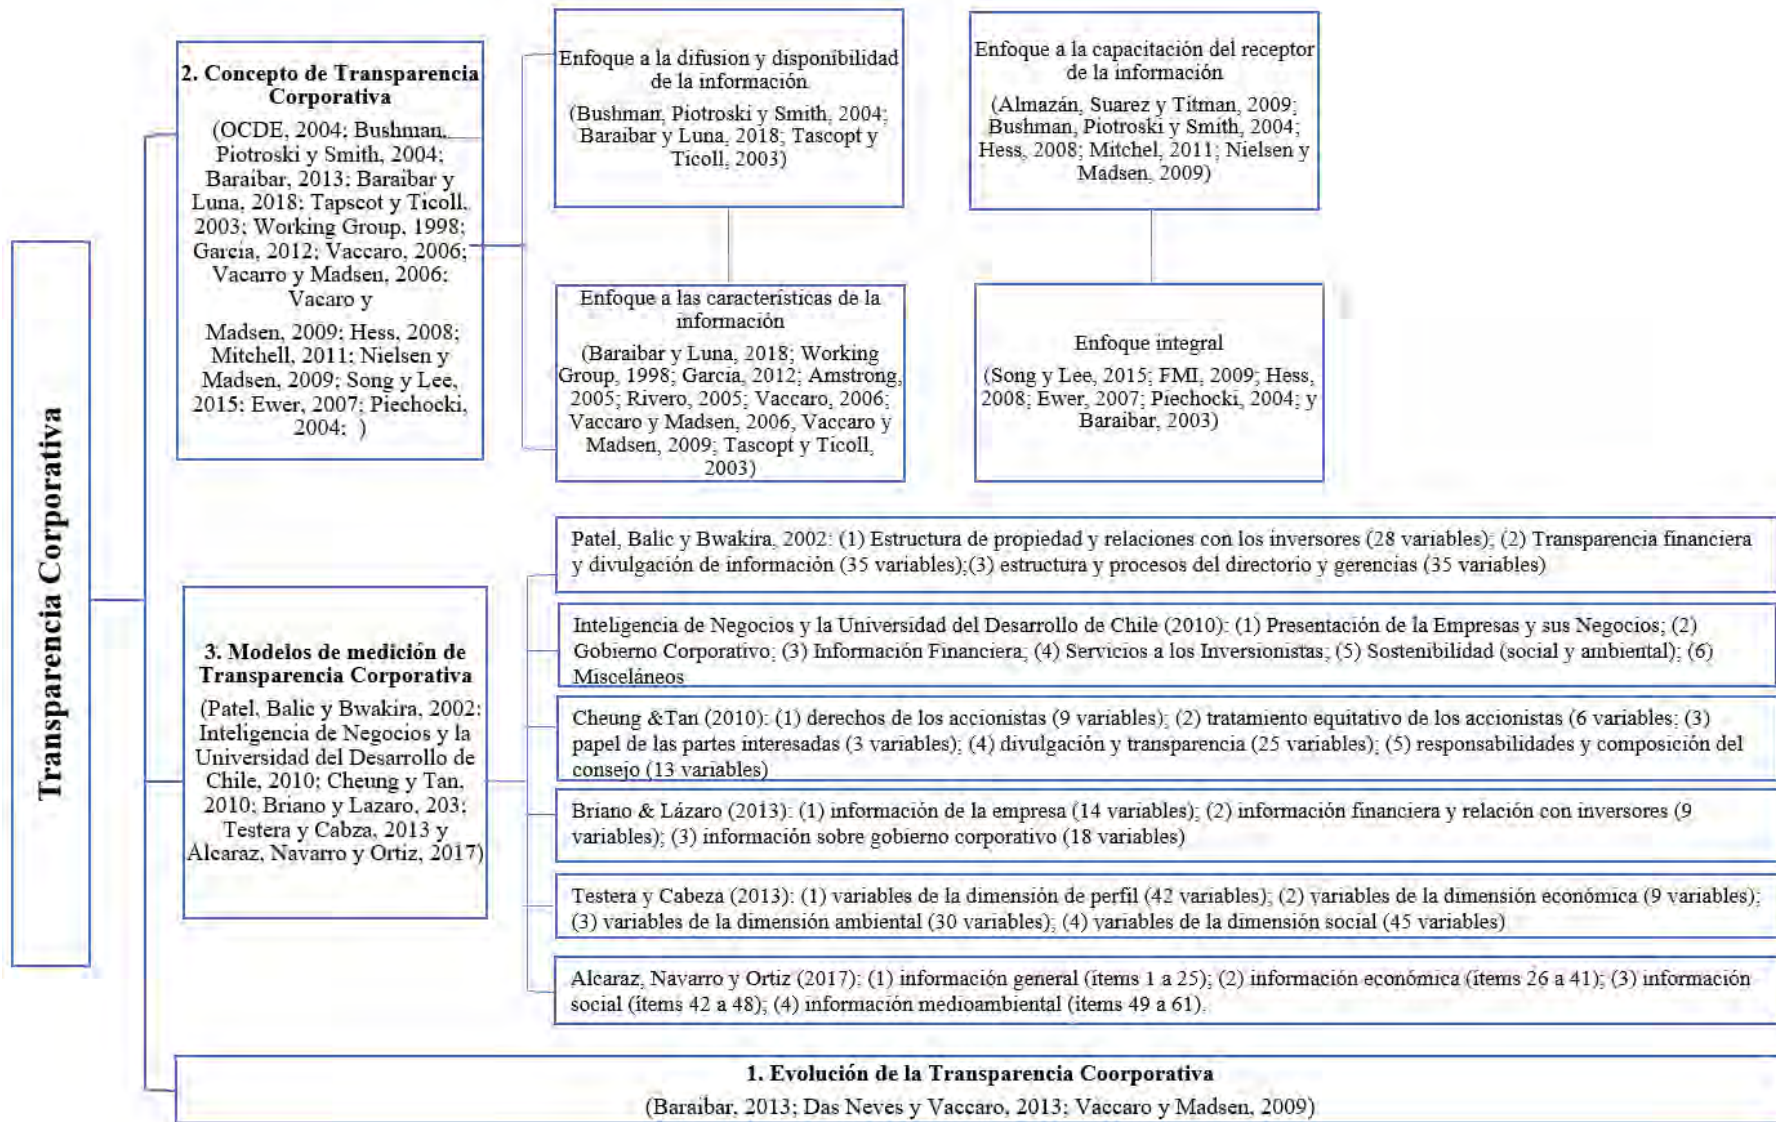 Transparencia Corporativa
2. Concepto de Transparencia
Corporativa
(OCDE, 2004; Bushman,
Piotroski y Smith, 2004;
Baraibar, 2013; Baraibar y
Luna, 2018; Tapscot y Ticoll,
2003; Working Group, 1998;
García, 2012; Vaccaro, 2006;
Vacarro y Madsen, 2006;
Vacaro y
Madsen, 2009; Hess, 2008;
Mitchell, 2011; Nielsen y
Madsen, 2009; Song y Lee,
2015; Ewer, 2007; Piechocki,
2004; )
Enfoque a la difusion y disponibilidad
de la información
(Bushman, Piotroski y Smith, 2004;
Baraibar y Luna, 2018; Tascopt y
Ticoll, 2003)
Enfoque a la capacitación del receptor
de la información
(Almazán, Suarez y Titman, 2009;
Bushman, Piotroski y Smith, 2004;
Hess, 2008; Mitchel, 2011; Nielsen y
Madsen, 2009)
Enfoque a las características de la
información
(Baraibar y Luna, 2018; Working
Group, 1998; García, 2012; Amstrong,
2005; Rivero, 2005; Vaccaro, 2006;
Vaccaro y Madsen, 2006, Vaccaro y
Madsen, 2009; Tascopt y Ticoll,
2003)
Enfoque integral
(Song y Lee, 2015; FMI, 2009; Hess,
2008; Ewer, 2007; Piechocki, 2004; y
Baraibar, 2003)
3. Modelos de medición de
Transparencia Corporativa
(Patel, Balic y Bwakira, 2002;
Inteligencia de Negocios y la
Universidad del Desarrollo de
Chile, 2010; Cheung y Tan,
2010; Briano y Lazaro, 203;
Testera y Cabza, 2013 y
Alcaraz, Navarro y Ortiz, 2017)
Patel, Balic y Bwakira, 2002: (1) Estructura de propiedad y relaciones con los inversores (28 variables); (2) Transparencia financiera
y divulgación de información (35 variables);(3) estructura y procesos del directorio y gerencias (35 variables)
Inteligencia de Negocios y la Universidad del Desarrollo de Chile (2010): (1) Presentación de la Empresas y sus Negocios; (2)
Gobierno Corporativo; (3) Información Financiera; (4) Servicios a los Inversionistas; (5) Sostenibilidad (social y ambiental); (6)
Misceláneos
Cheung &Tan (2010): (1) derechos de los accionistas (9 variables); (2) tratamiento equitativo de los accionistas (6 variables; (3)
papel de las partes interesadas (3 variables); (4) divulgación y transparencia (25 variables); (5) responsabilidades y composición del
consejo (13 variables)
Briano & Lázaro (2013): (1) información de la empresa (14 variables); (2) información financiera y relación con inversores (9
variables); (3) información sobre gobierno corporativo (18 variables)
Testera y Cabeza (2013): (1) variables de la dimensión de perfil (42 variables); (2) variables de la dimensión económica (9 variables);
(3) variables de la dimensión ambiental (30 variables); (4) variables de la dimensión social (45 variables)
Alcaraz, Navarro y Ortiz (2017): (1) información general (ítems 1 a 25); (2) información económica (ítems 26 a 41); (3) información
social (ítems 42 a 48); (4) información medioambiental (ítems 49 a 61).
1. Evolución de la Transparencia Coorporativa
(Baraibar, 2013; Das Neves y Vaccaro, 2013; Vaccaro y Madsen, 2009)